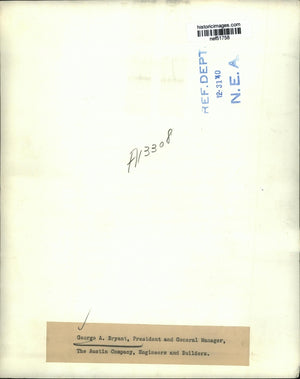 historicimages.com
nef51758
REF. DEPT.
12·31·40
N.E.A
A13308
George A. Bryant, President and General Manager,
The Austin Company, Engineers and Builders.